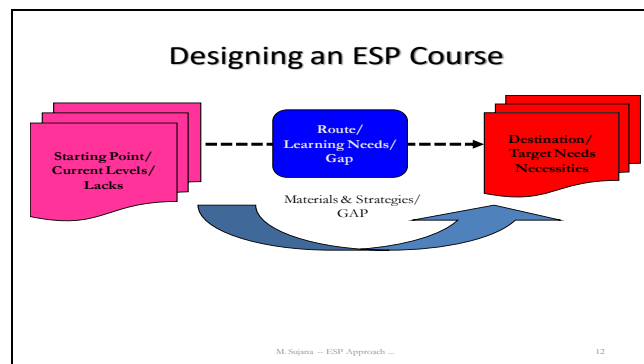 Designing an ESP Course
Starting Point/
Current Levels/
Lacks
Route/
Learning Needs/
Gap
Destination/
Target Needs
Necessities
Materials & Strategies/
GAP
M. Sujana -- ESP Approach ...
12